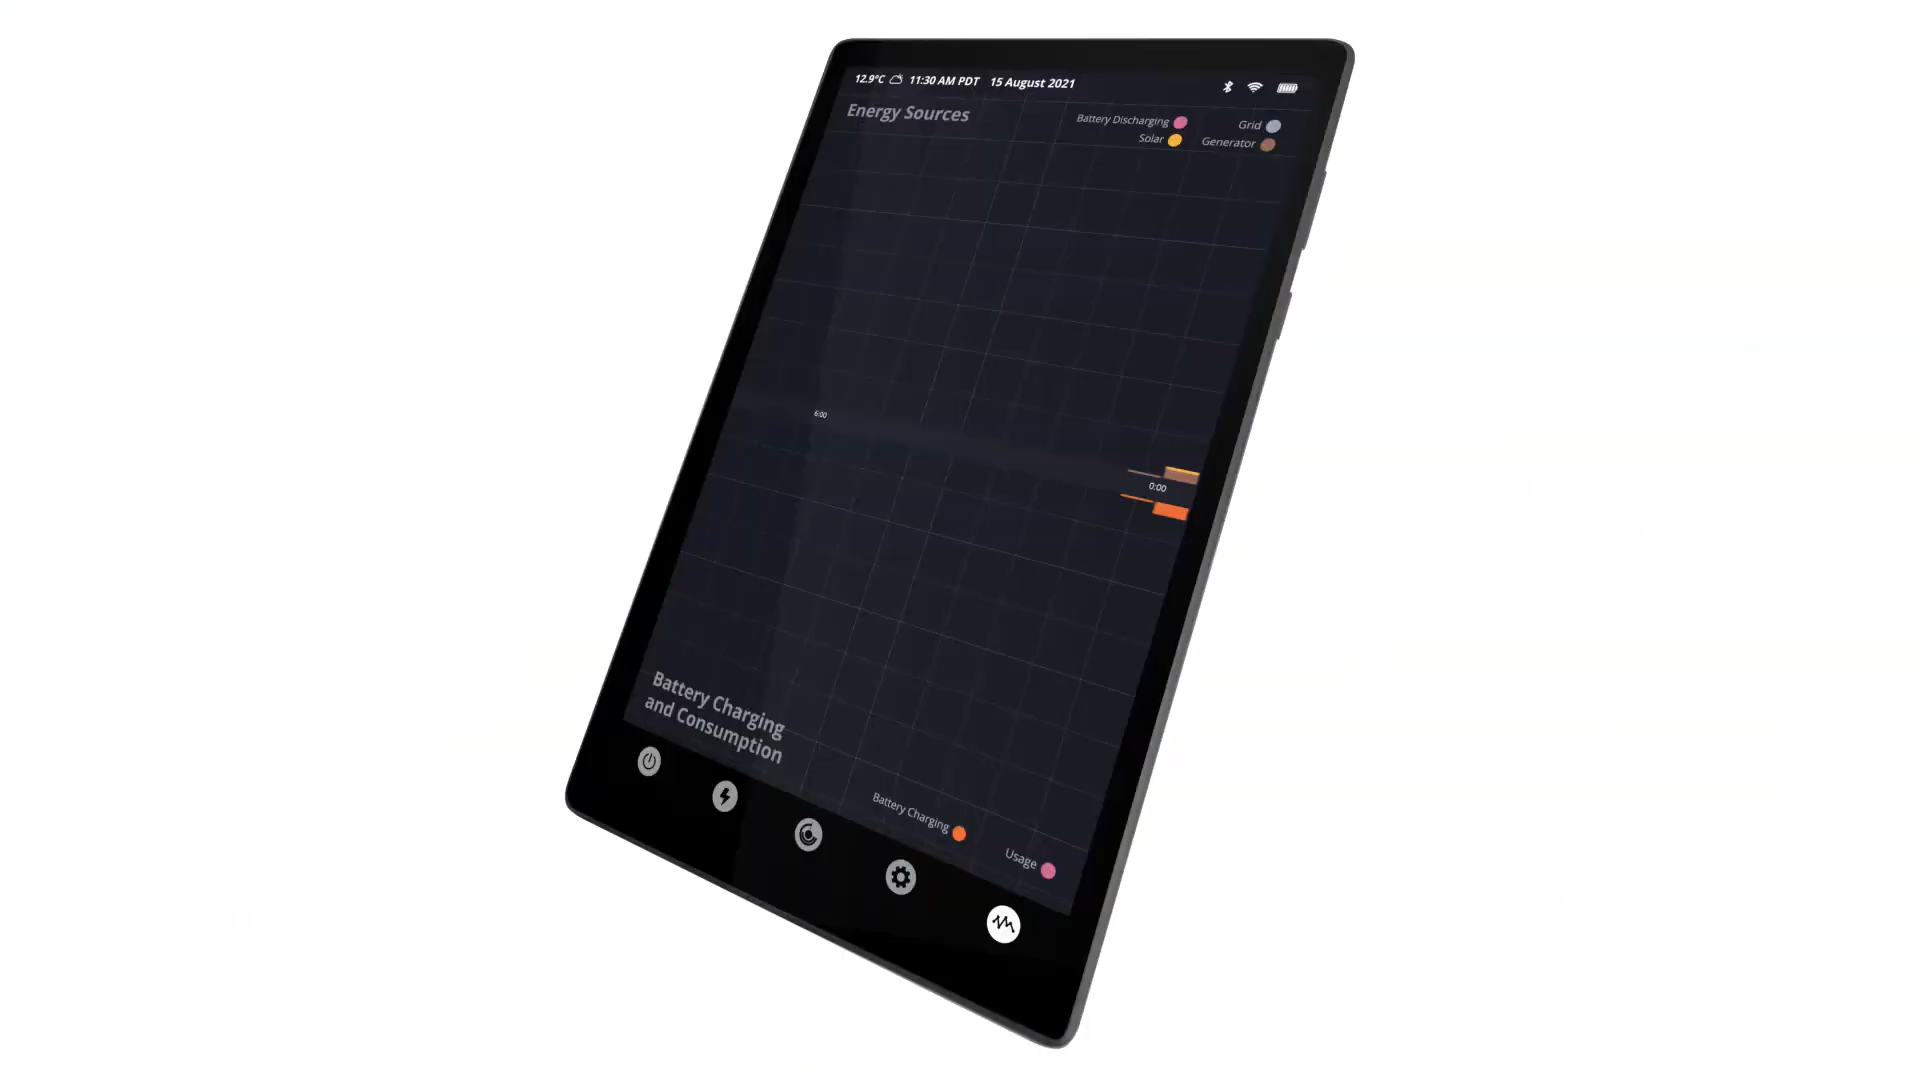 12.9°C 11:30 AM PDT 15 August 2021
Energy Sources
Battery Discharging
Grid
Solar
Generator
6:00
0:00
Battery Charging
and Consumption
Battery Charging
Usage